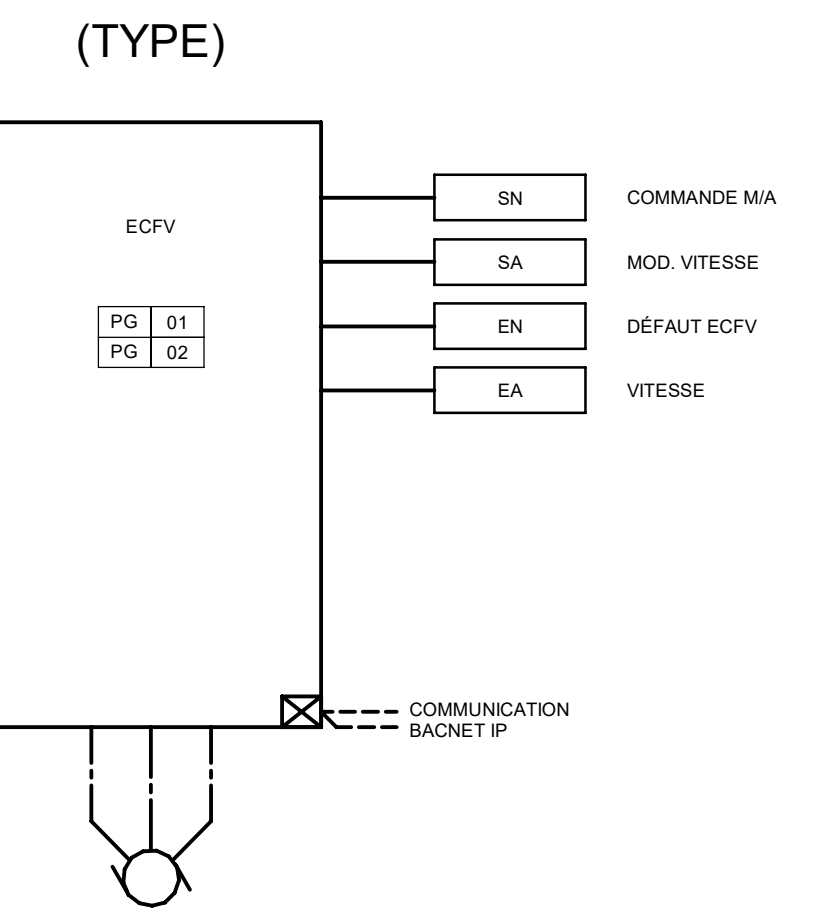 (TYPE)
ECFV
PG 01
PG 02
SN COMMANDE M/A
SA MOD. VITESSE
EN DÉFAUT ECFV
EA VITESSE
COMMUNICATION
BACNET IP